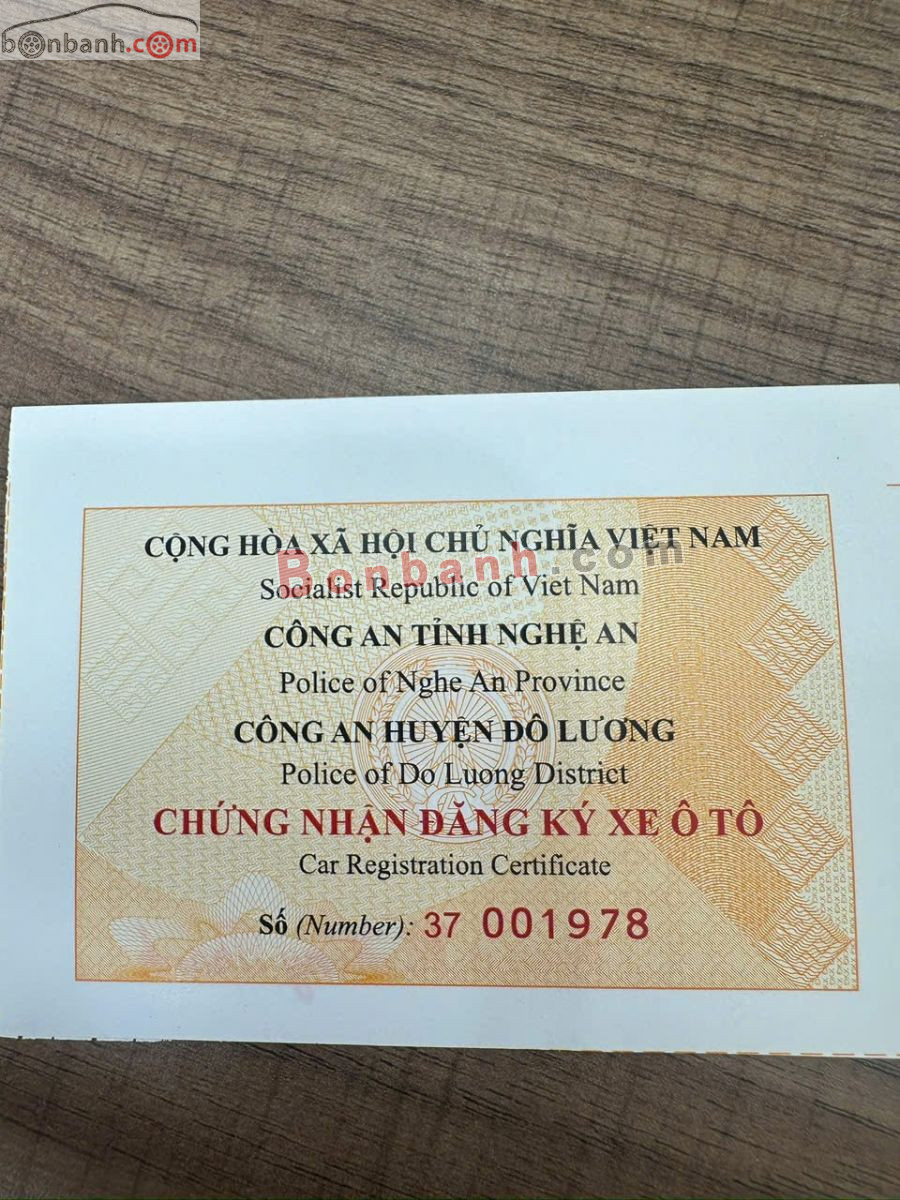 bonbanh.com
CỘNG HÒA XÃ HỘI CHỦ NGHĨA VIỆT NAM
Bonbanh.com
Socialist Republic of Viet Nam
CÔNG AN TỈNH NGHỆ AN
Police of Nghe An Province
CÔNG AN HUYỆN ĐÔ LƯƠNG
Police of Do Luong District
CHỨNG NHẬN ĐĂNG KÝ XE Ô TÔ
Car Registration Certificate
Số (Number): 37 001978